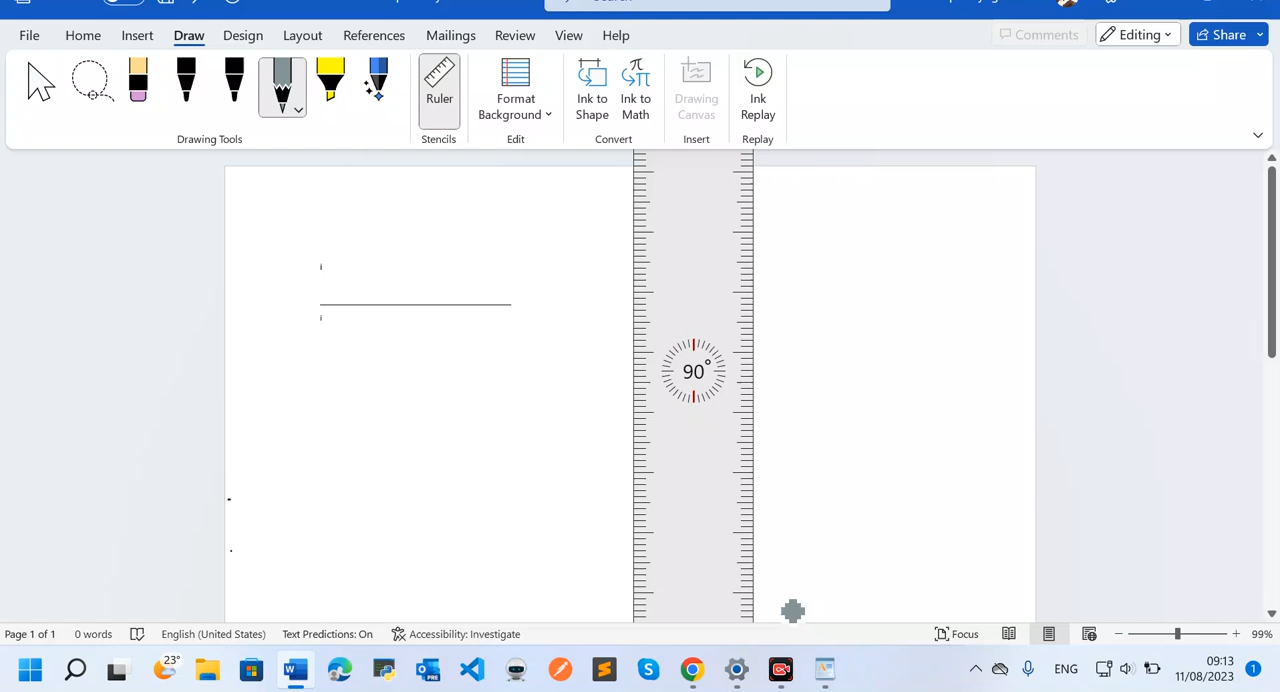 File Home Insert Draw Design Layout References Mailings Review View Help Comments Editing Share
Ruler Format Background Ink to Shape Ink to Math Drawing Canvas Ink Replay
Drawing Tools Stencils Edit Convert Insert Replay
i
i
90°
Page 1 of 1 0 words English (United States) Text Predictions: On Accessibility: Investigate Focus 99%
23° PRE ENG 09:13
11/08/2023 1